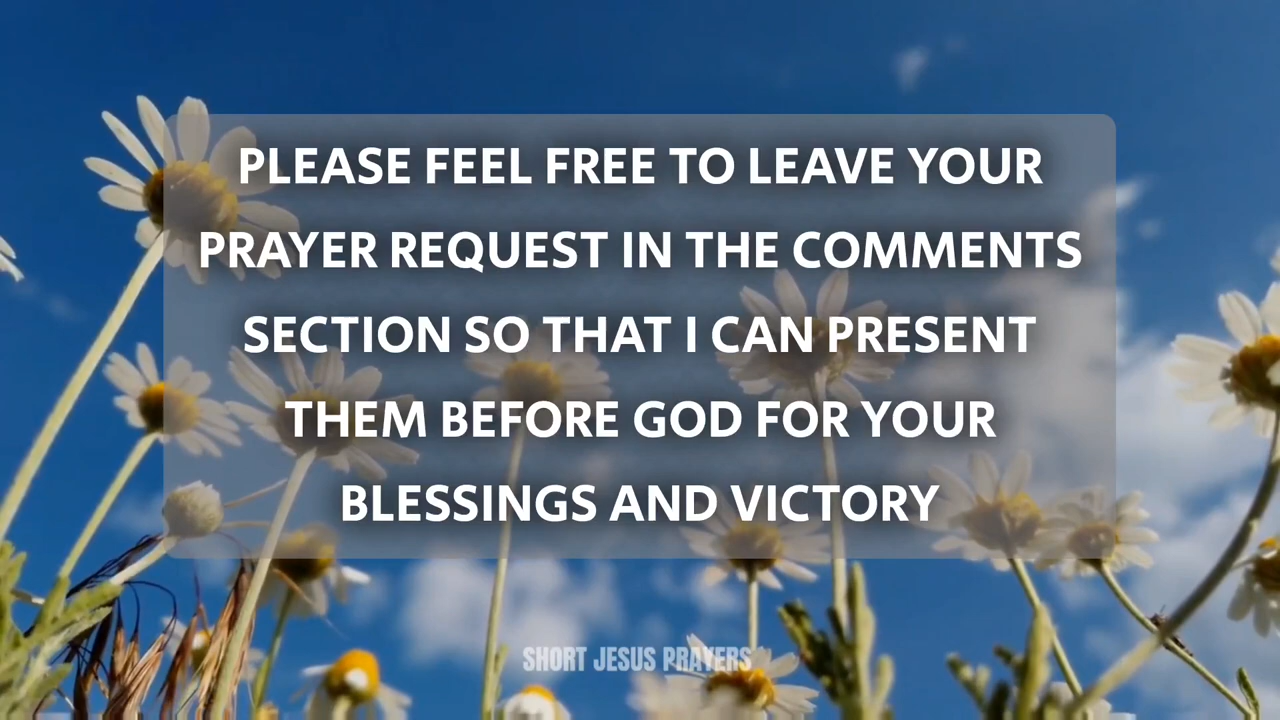 PLEASE FEEL FREE TO LEAVE YOUR
PRAYER REQUEST IN THE COMMENTS
SECTION SO THAT I CAN PRESENT
THEM BEFORE GOD FOR YOUR
BLESSINGS AND VICTORY
SHORT JESUS PRAYERS